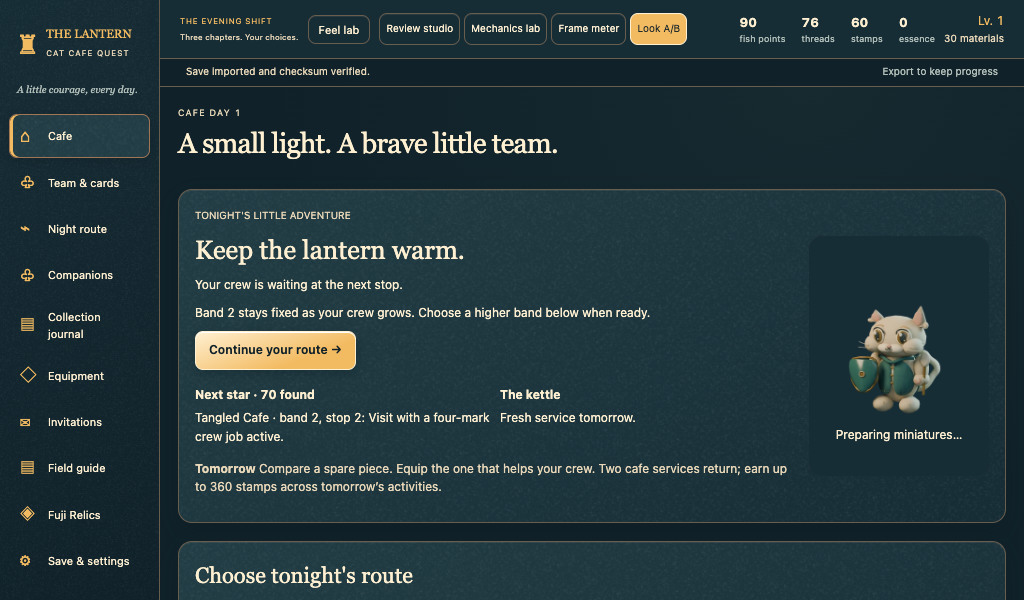 THE LANTERN
CAT CAFE QUEST
A little courage, every day.
Cafe
Team & cards
Night route
Companions
Collection
journal
Equipment
Invitations
Field guide
Fuji Relics
Save & settings
THE EVENING SHIFT
Three chapters. Your choices.
Feel lab
Review studio
Mechanics lab
Frame meter
Look A/B
90
fish points
76
threads
60
stamps
0
essence
Lv. 1
30 materials
Save imported and checksum verified.
Export to keep progress
CAFE DAY 1
A small light. A brave little team.
TONIGHT'S LITTLE ADVENTURE
Keep the lantern warm.
Your crew is waiting at the next stop.
Band 2 stays fixed as your crew grows. Choose a higher band below when ready.
Continue your route →
Next star · 70 found
Tangled Cafe · band 2, stop 2: Visit with a four-mark
crew job active.
The kettle
Fresh service tomorrow.
Tomorrow Compare a spare piece. Equip the one that helps your crew. Two cafe services return; earn up
to 360 stamps across tomorrow's activities.
Preparing miniatures...
Choose tonight's route